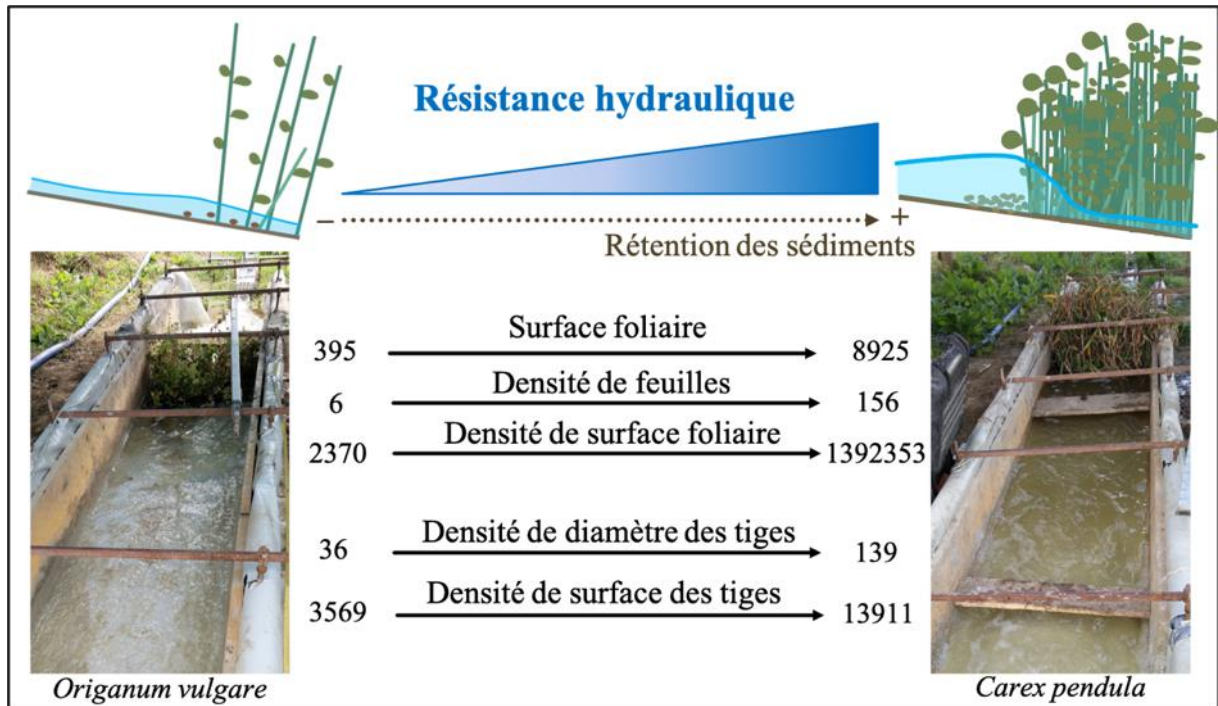 Résistance hydraulique
– +
Rétention des sédiments
Surface foliaire
395 8925
Densité de feuilles
6 156
Densité de surface foliaire
2370 1392353
Densité de diamètre des tiges
36 139
Densité de surface des tiges
3569 13911
Origanum vulgare Carex pendula